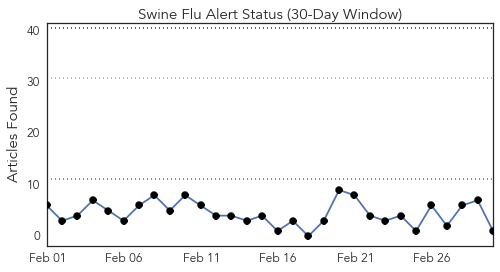 Swine Flu Alert Status (30-Day Window)
Articles Found
40
30
20
10
0
Feb 01 Feb 06 Feb 11 Feb 16 Feb 21 Feb 26